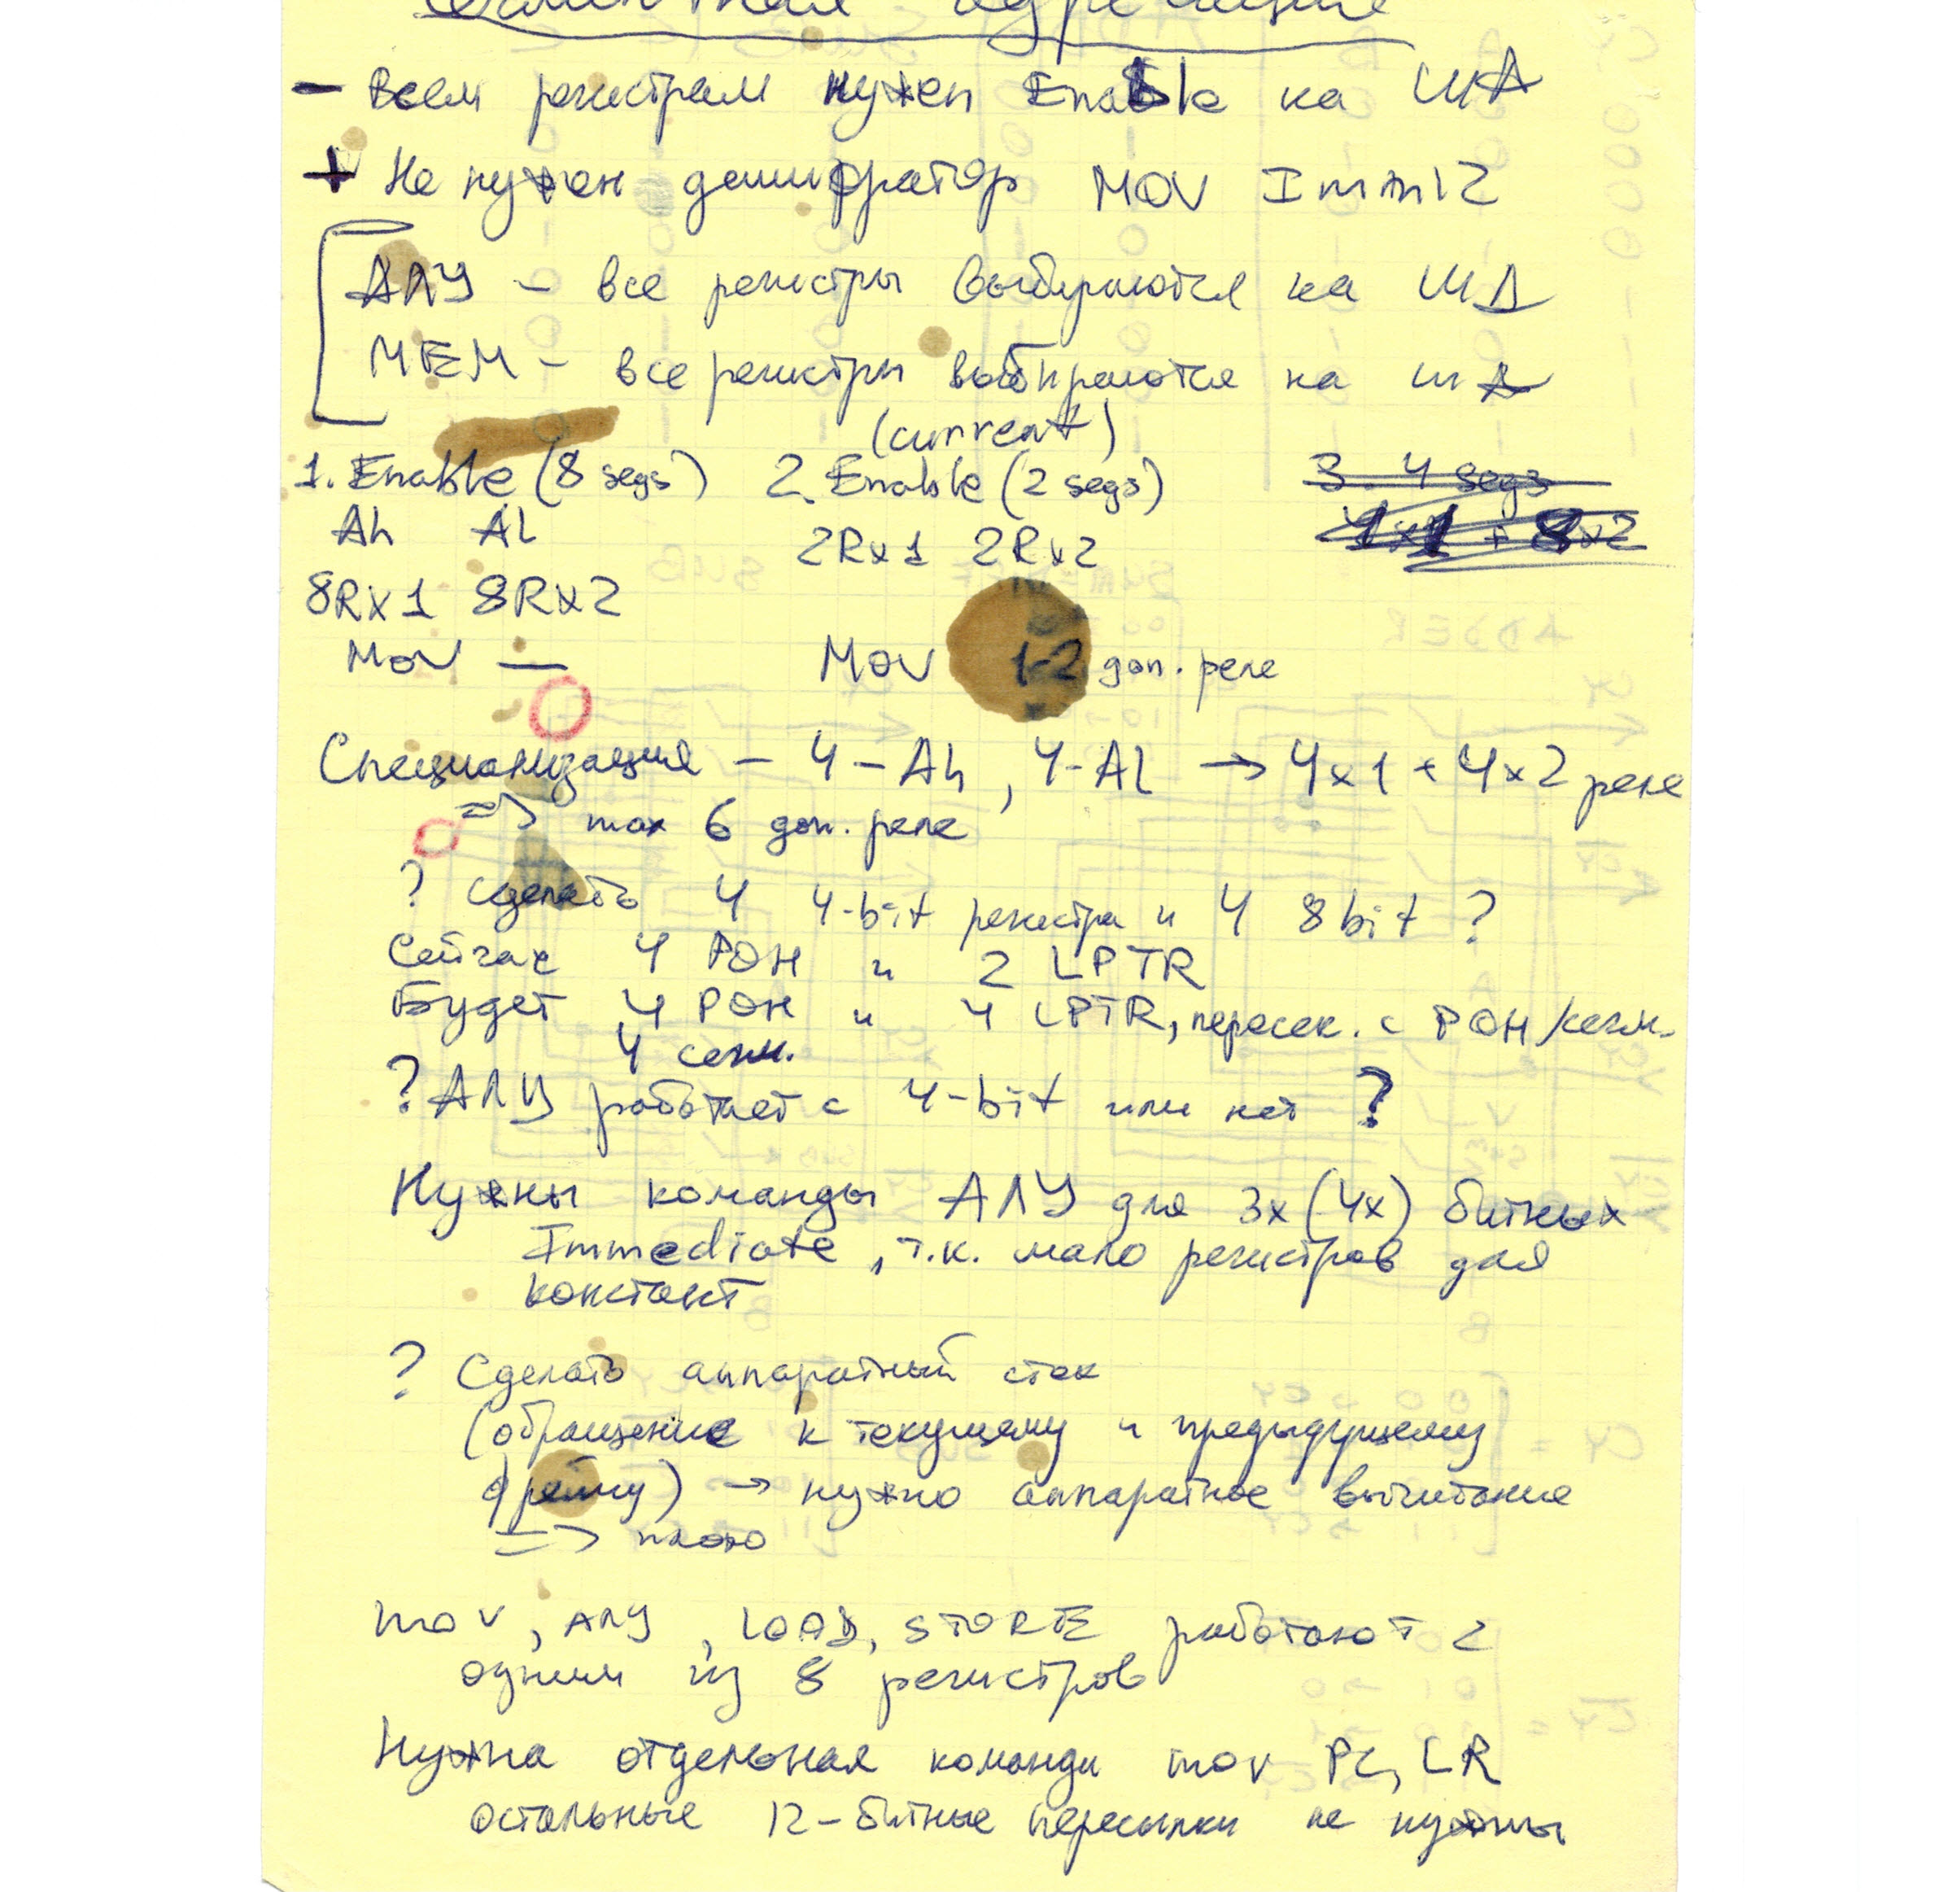 Сегментная адресация
- Всем регистрам нужен Enable на ША
+ Не нужен дешифратор MOV Imm12
АЛУ - все регистры выбираются на ШД
МЕМ - все регистры выбираются на ША
(current)
1. Enable (8 segs) 2. Enable (2 segs) 3. 4 segs
Ah Al 2Rx1 2Rx2
8Rx1 8Rx2
MOV — MOV 1-2 доп. реле
Специализация - 4-Ah, 4-Al → 4x1 + 4x2 реле
=> max 6 доп. реле
? Сделать 4 4-bit регистра и 4 8bit ?
Сейчас 4 РОН и 2 LPTR
Будет 4 РОН и 4 LPTR, пересек. с РОН/сегм.
4 сегм.
? АЛУ работает с 4-bit или нет ?
Нужны команды АЛУ для 3х(4х) битных
Immediate, т.к. мало регистров для
констант
? Сделать аппаратный стек
(обращение к текущему и предыдущему
фрейму) → нужно аппаратное вычитание
=> плохо
mov, АЛУ, LOAD, STORE работают с
одним из 8 регистров
Нужна отдельная команда mov PC, LR
остальные 12-битные пересылки не нужны